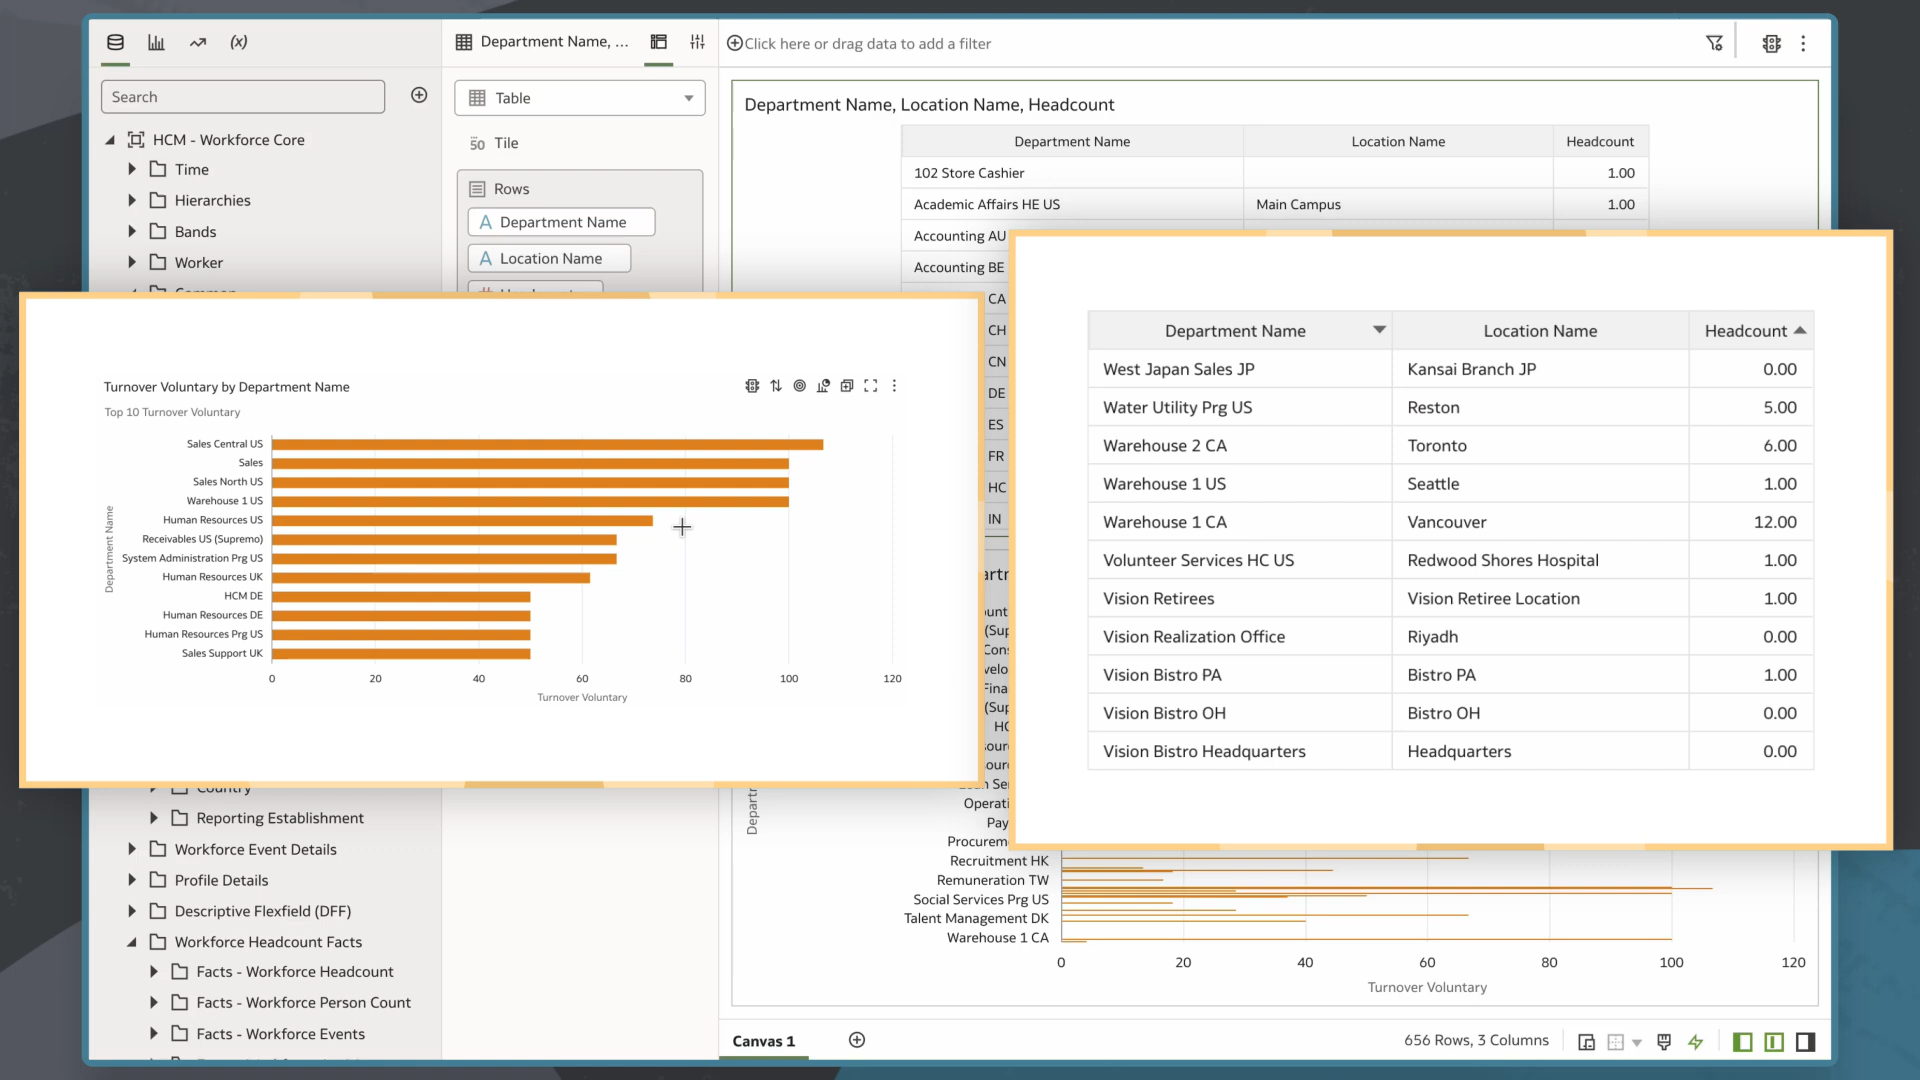 (x)
Department Name, ...
Click here or drag data to add a filter
Search
Table
Tile
HCM - Workforce Core
Time
Hierarchies
Bands
Worker
Rows
Department Name
Location Name
Department Name, Location Name, Headcount
Department Name Location Name Headcount
102 Store Cashier 1.00
Academic Affairs HE US Main Campus 1.00
Accounting AU
Accounting BE
CA
CH
CN
DE
ES
FR
HC
IN
Turnover Voluntary by Department Name
Top 10 Turnover Voluntary
Department Name
Sales Central US
Sales
Sales North US
Warehouse 1 US
Human Resources US
Receivables US (Supremo)
System Administration Prg US
Human Resources UK
HCM DE
Human Resources DE
Human Resources Prg US
Sales Support UK
0 20 40 60 80 100 120
Turnover Voluntary
Department Name Location Name Headcount
West Japan Sales JP Kansai Branch JP 0.00
Water Utility Prg US Reston 5.00
Warehouse 2 CA Toronto 6.00
Warehouse 1 US Seattle 1.00
Warehouse 1 CA Vancouver 12.00
Volunteer Services HC US Redwood Shores Hospital 1.00
Vision Retirees Vision Retiree Location 1.00
Vision Realization Office Riyadh 0.00
Vision Bistro PA Bistro PA 1.00
Vision Bistro OH Bistro OH 0.00
Vision Bistro Headquarters Headquarters 0.00
Country
Reporting Establishment
Workforce Event Details
Profile Details
Descriptive Flexfield (DFF)
Workforce Headcount Facts
Facts - Workforce Headcount
Facts - Workforce Person Count
Facts - Workforce Events
Recruitment HK
Remuneration TW
Social Services Prg US
Talent Management DK
Warehouse 1 CA
0 20 40 60 80 100 120
Turnover Voluntary
Canvas 1
656 Rows, 3 Columns